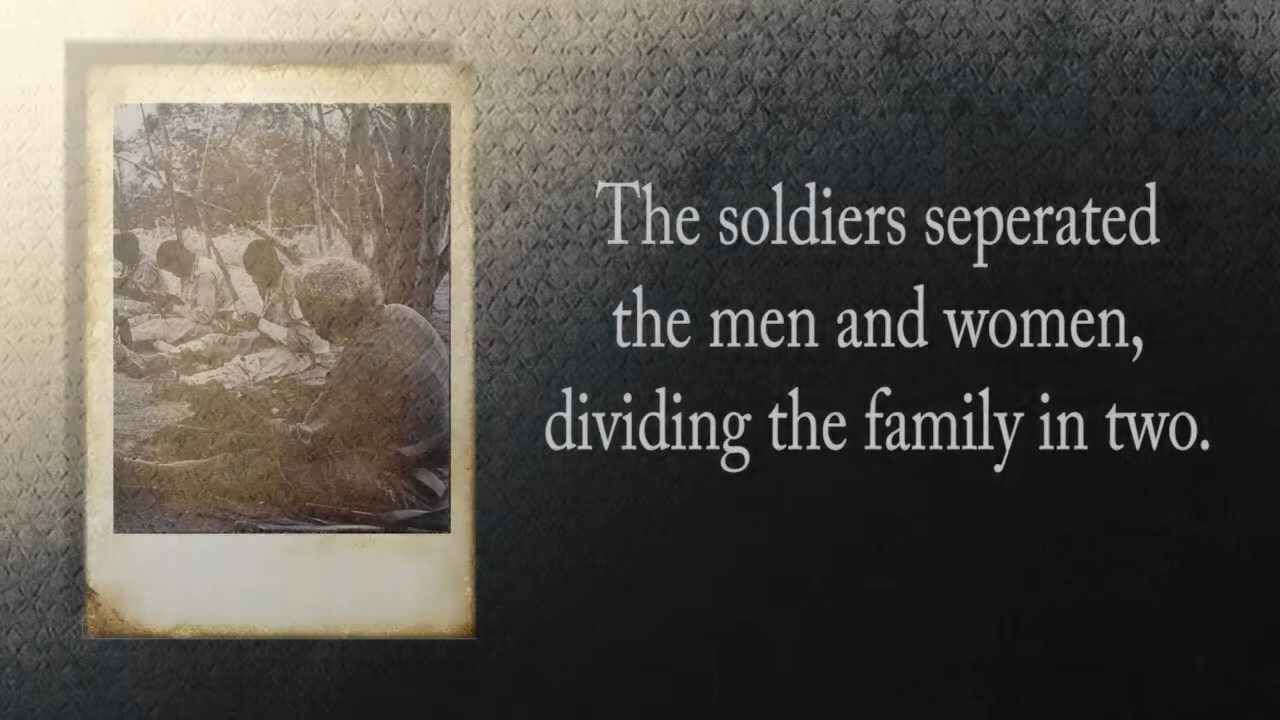 The soldiers seperated
the men and women,
dividing the family in two.